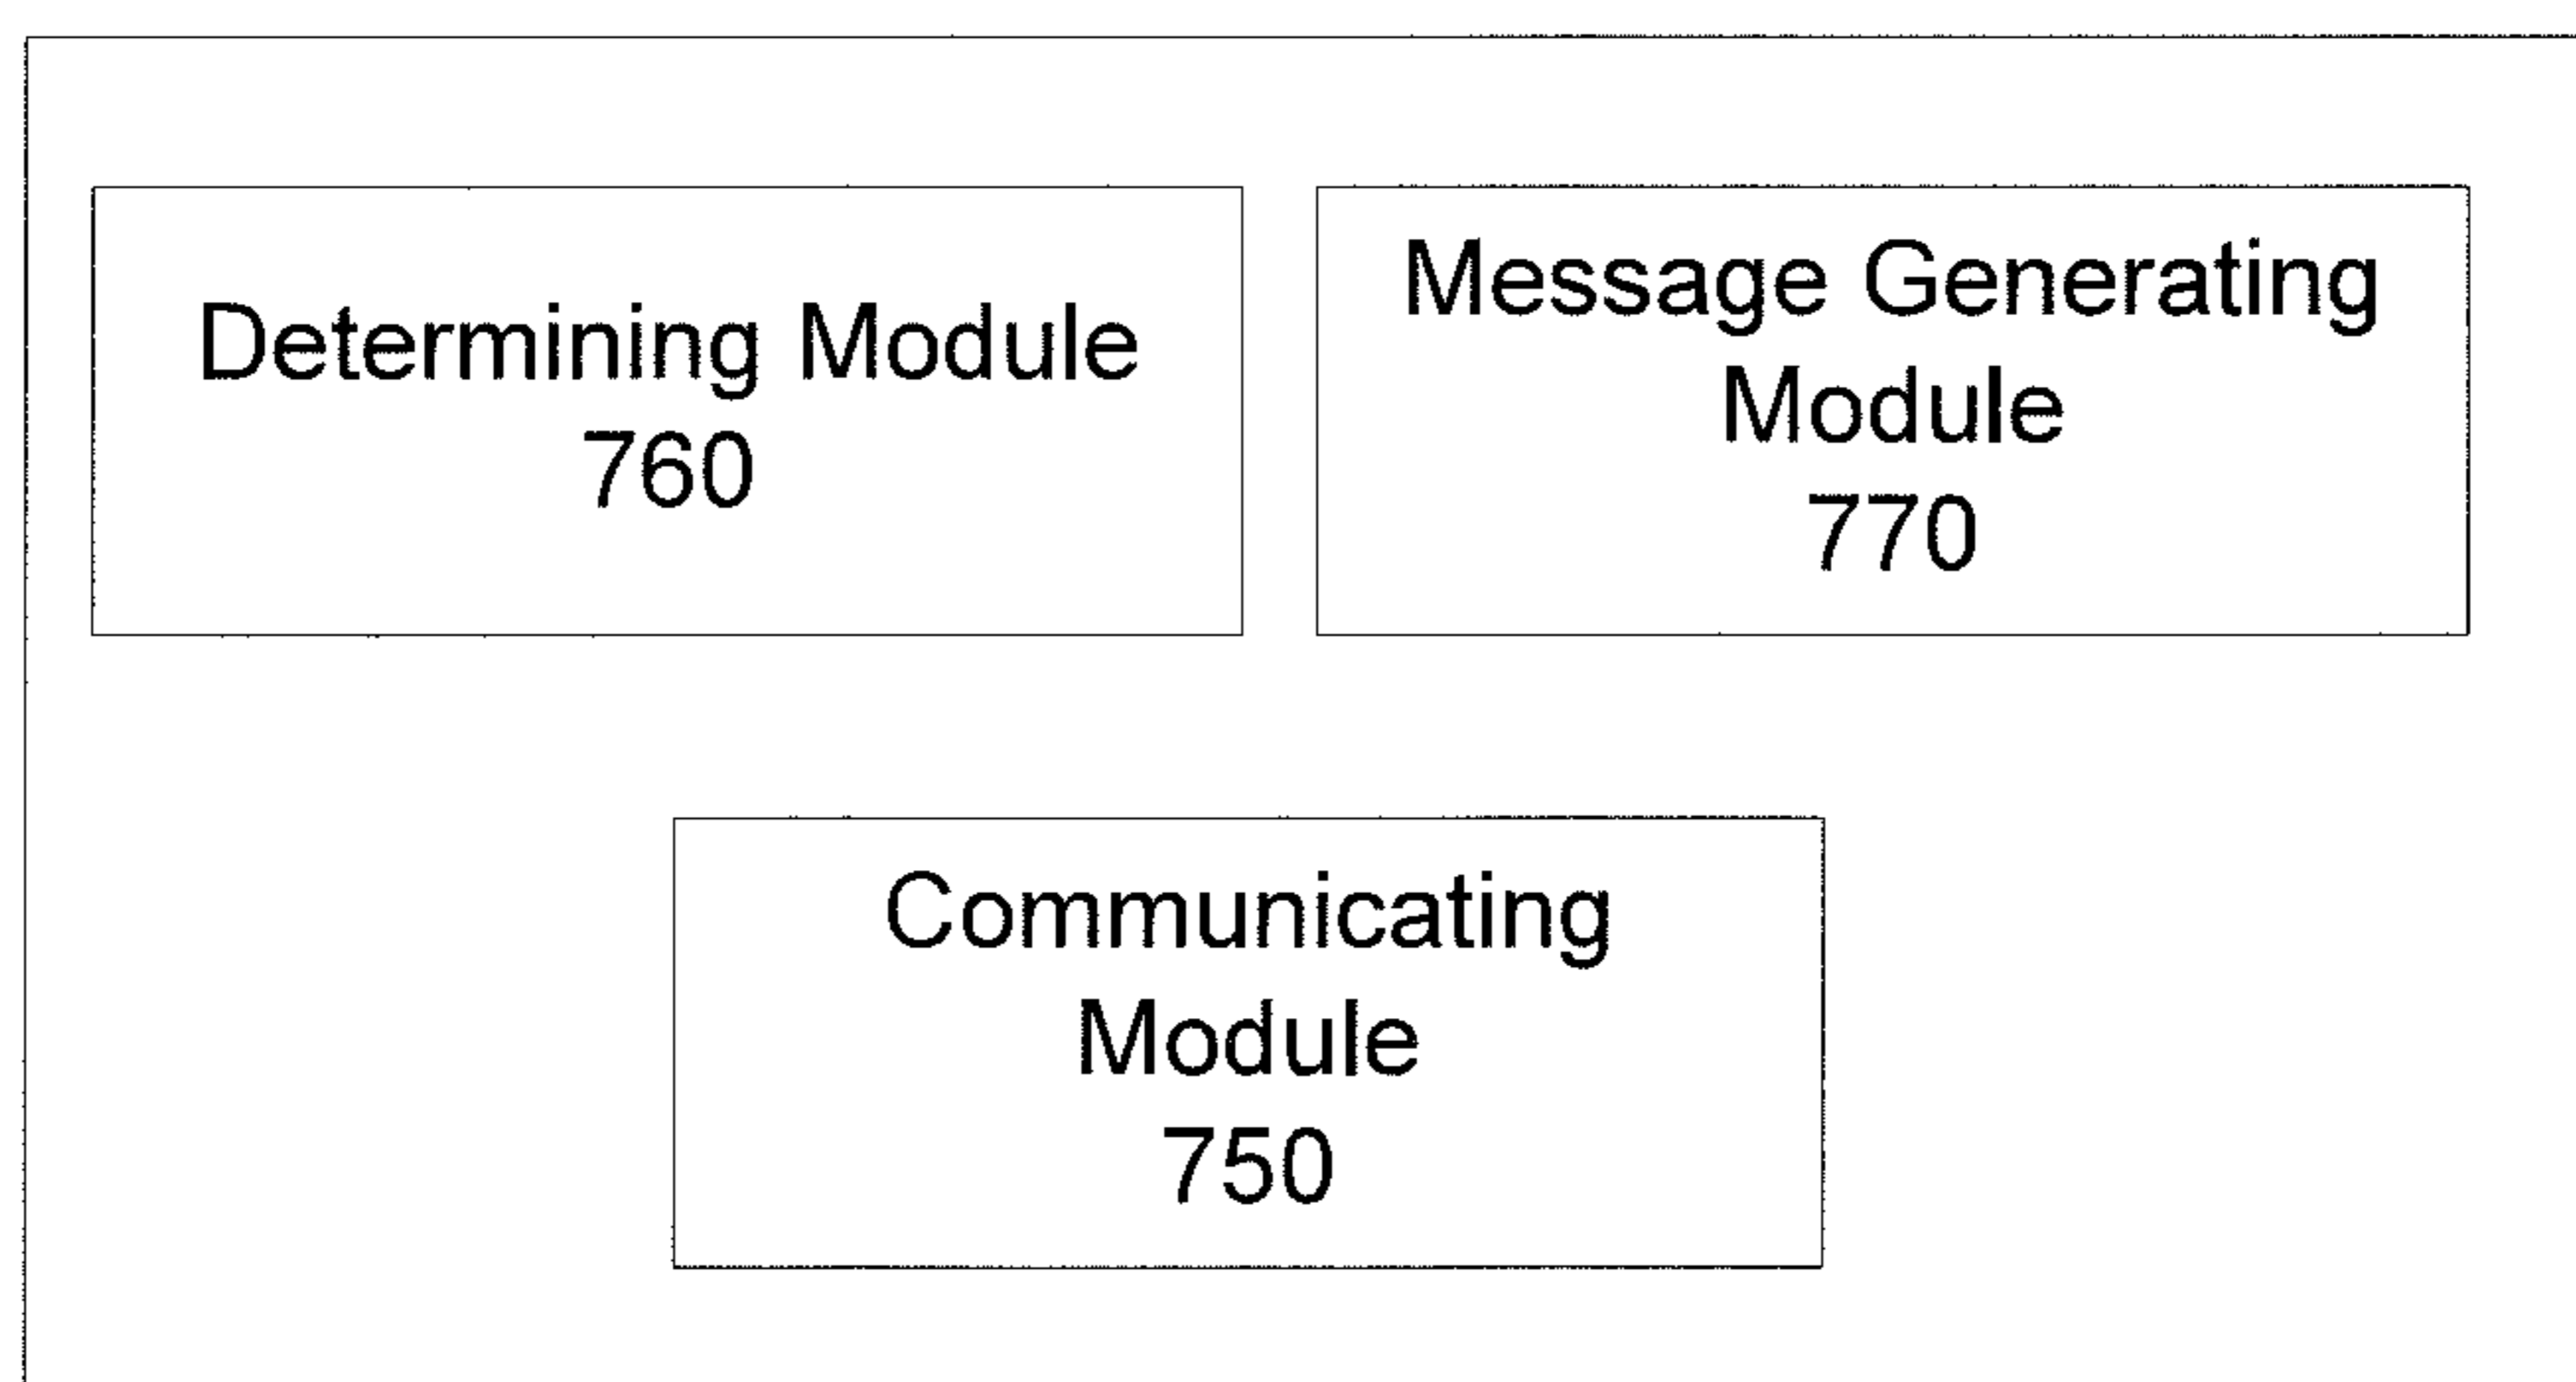 Determining Module
760
Message Generating
Module
770
Communicating
Module
750